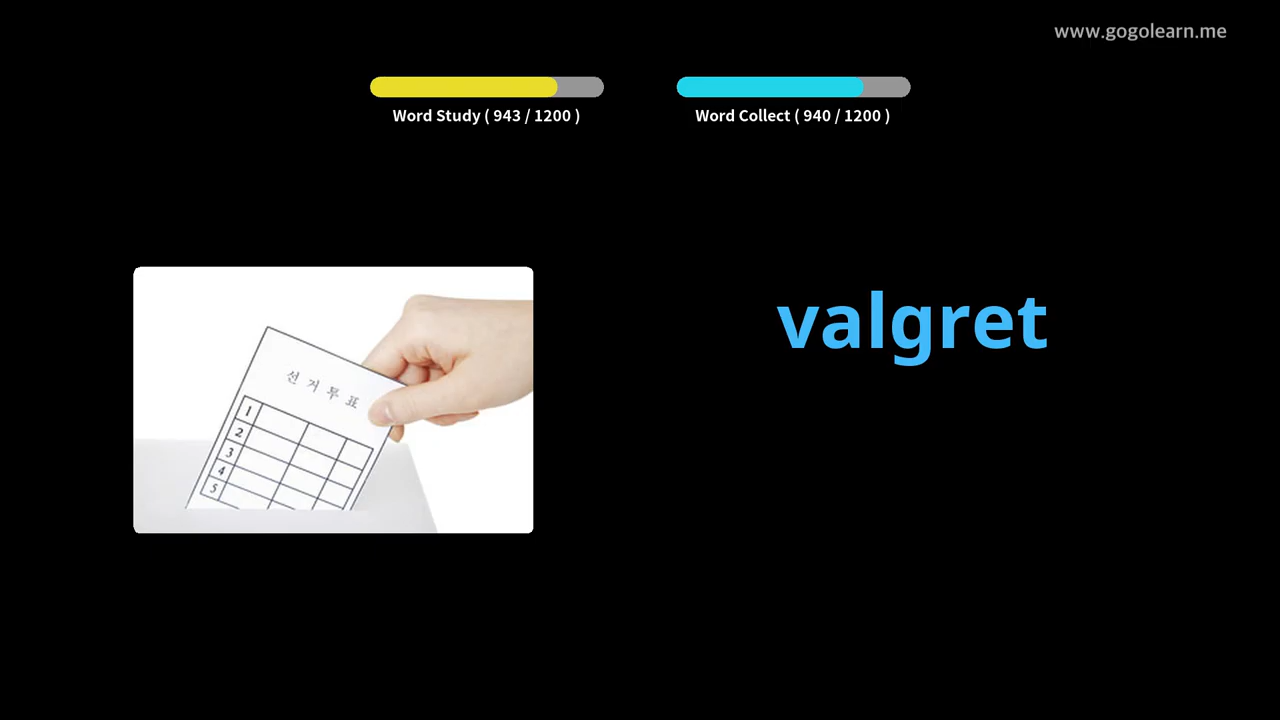 www.gogolearn.me
Word Study ( 943 / 1200 )
Word Collect ( 940 / 1200 )
valgret
선거투표
1
2
3
4
5